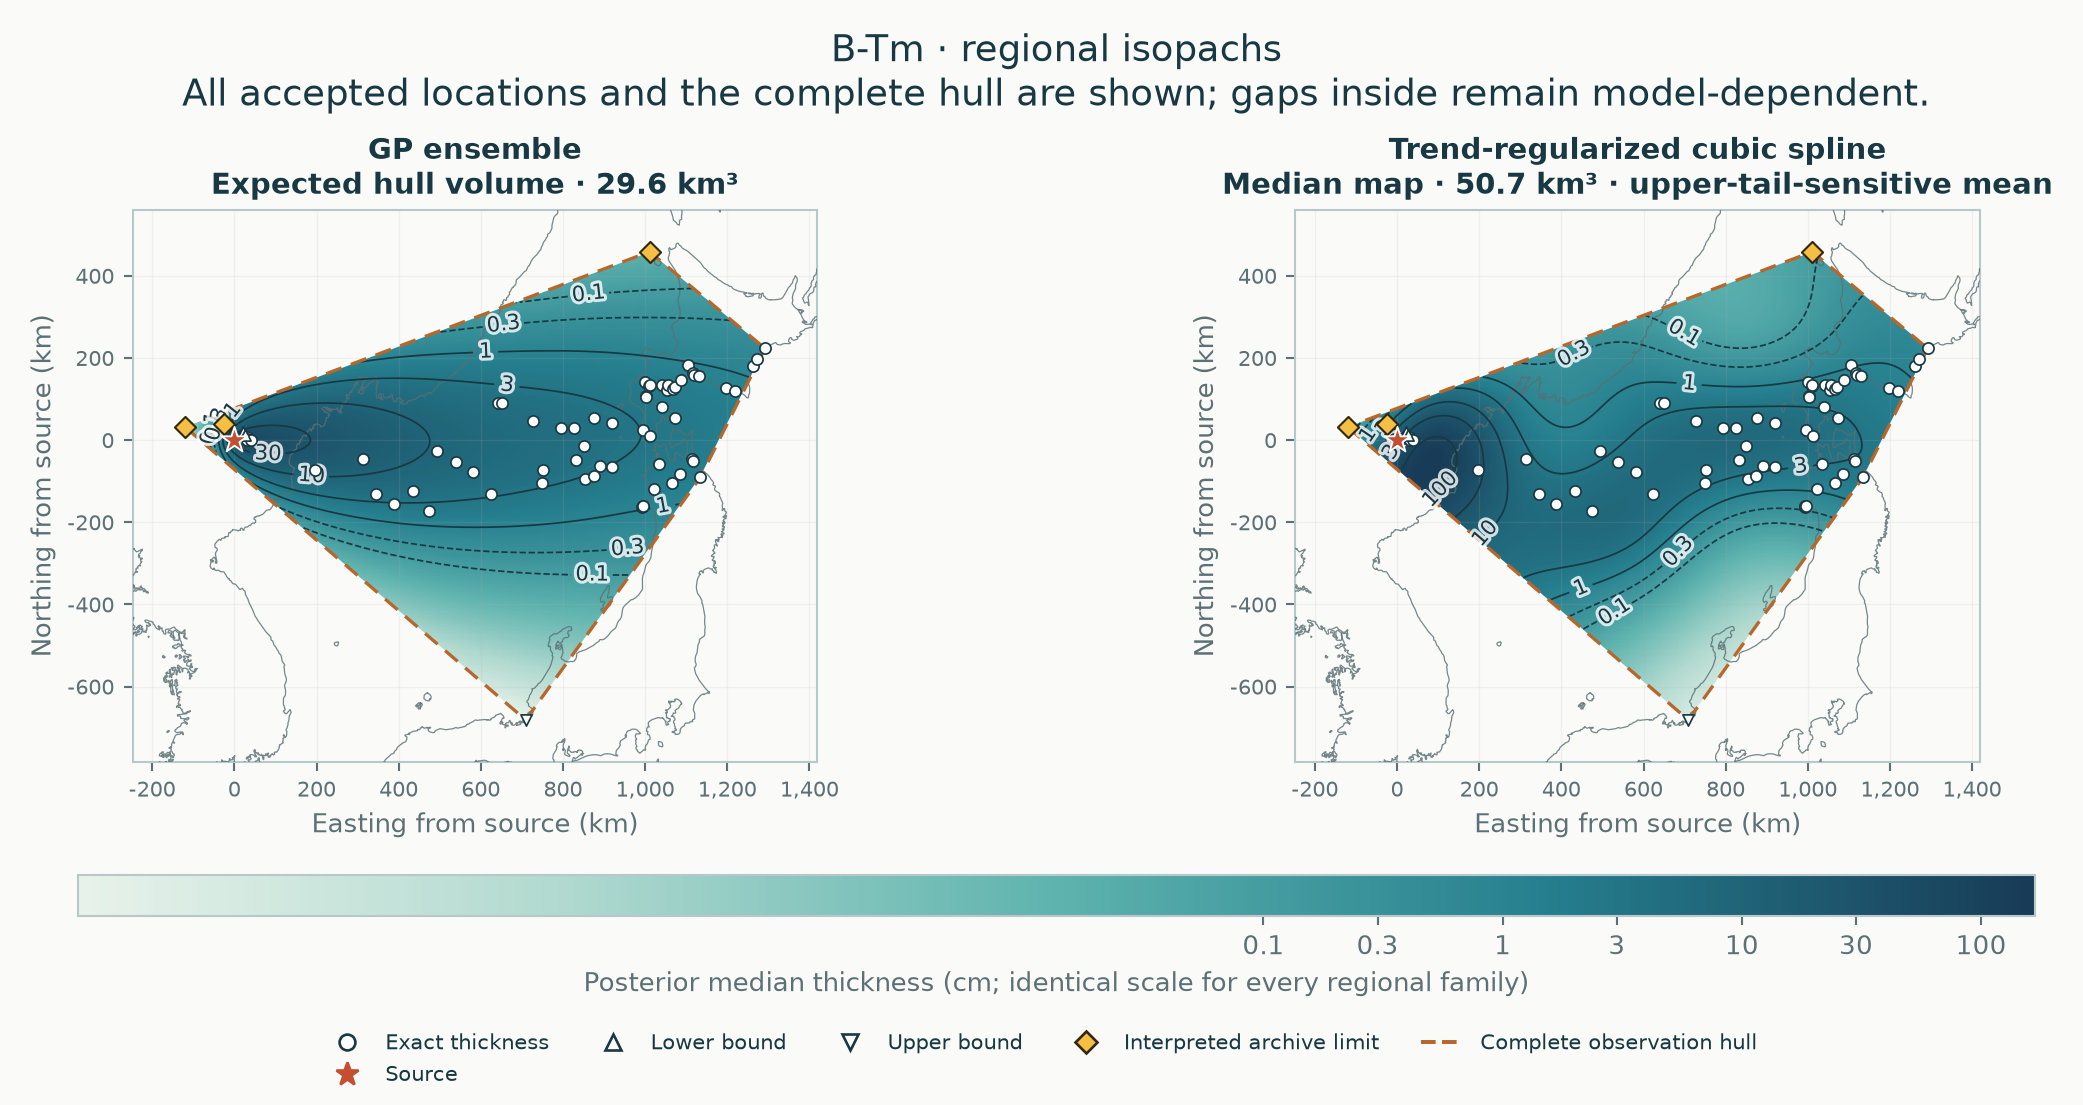 B-Tm · regional isopachs
All accepted locations and the complete hull are shown; gaps inside remain model-dependent.
GP ensemble
Expected hull volume · 29.6 km³
Trend-regularized cubic spline
Median map · 50.7 km³ · upper-tail-sensitive mean
Northing from source (km)
400
200
0
-200
-400
-600
0.1
0.3
1
3
30
10
1
0.3
0.1
-200 0 200 400 600 800 1,000 1,200 1,400
Easting from source (km)
Northing from source (km)
400
200
0
-200
-400
-600
0.1
0.3
1
3
100
10
0.3
1
0.1
-200 0 200 400 600 800 1,000 1,200 1,400
Easting from source (km)
0.1 0.3 1 3 10 30 100
Posterior median thickness (cm; identical scale for every regional family)
Exact thickness Lower bound Upper bound Interpreted archive limit Complete observation hull
Source